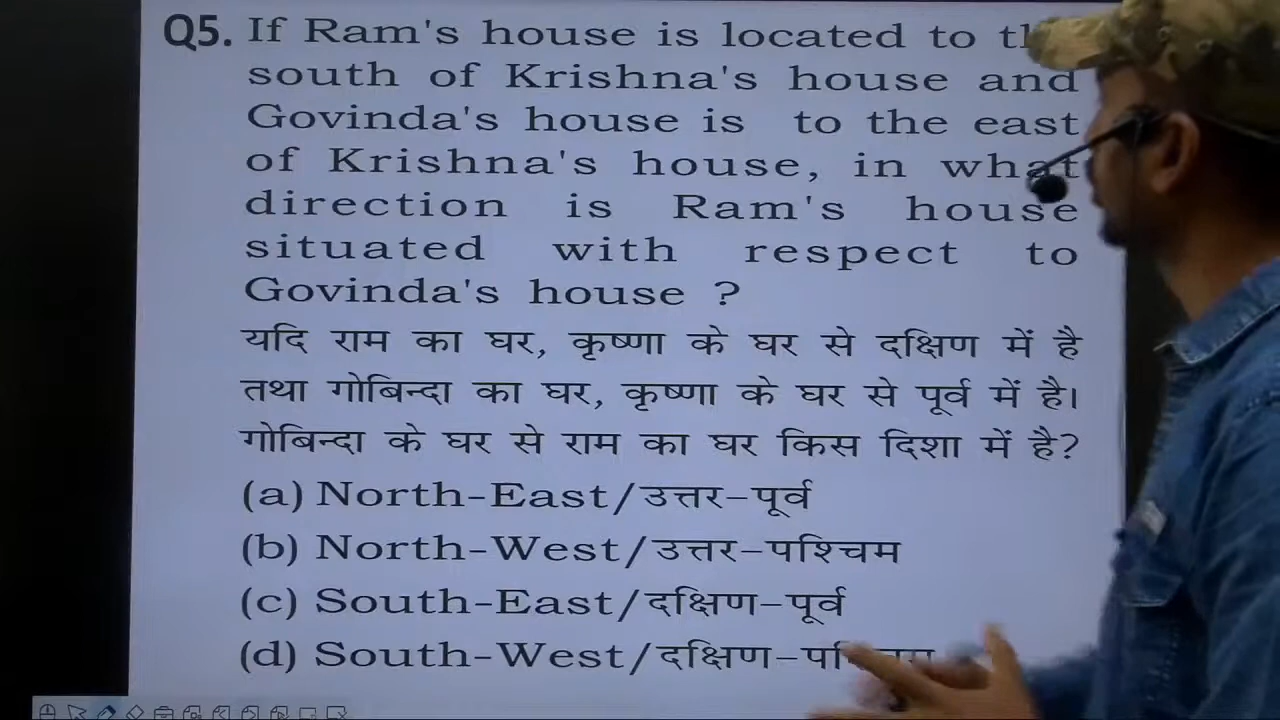 Q5. If Ram's house is located to
south of Krishna's house and
Govinda's house is to the east
of Krishna's house, in what
direction is Ram's house
situated with respect to
Govinda's house ?
यदि राम का घर, कृष्णा के घर से दक्षिण में है
तथा गोबिन्दा का घर, कृष्णा के घर से पूर्व में है।
गोबिन्दा के घर से राम का घर किस दिशा में है?
(a) North-East/उत्तर-पूर्व
(b) North-West/उत्तर-पश्चिम
(c) South-East/दक्षिण-पूर्व
(d) South-West/दक्षिण-